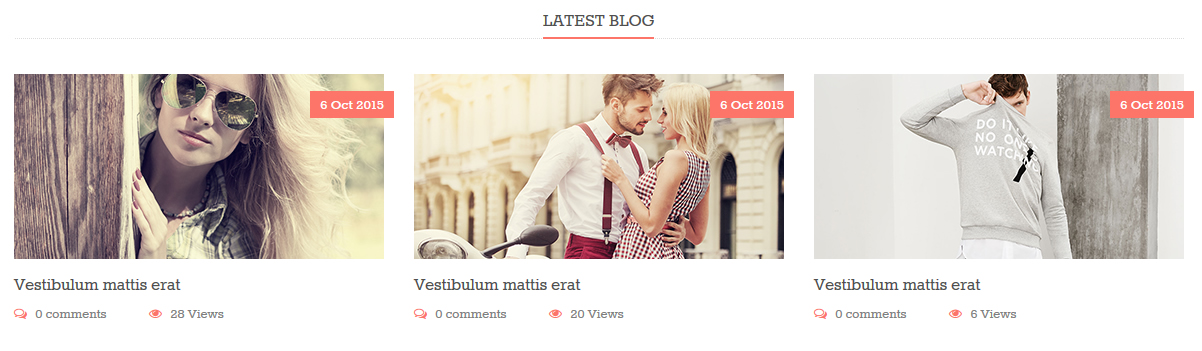 LATEST BLOG
6 Oct 2015
6 Oct 2015
6 Oct 2015
DO IT
NO ONE
WATCH
Vestibulum mattis erat
Vestibulum mattis erat
Vestibulum mattis erat
0 comments 28 Views
0 comments 20 Views
0 comments 6 Views